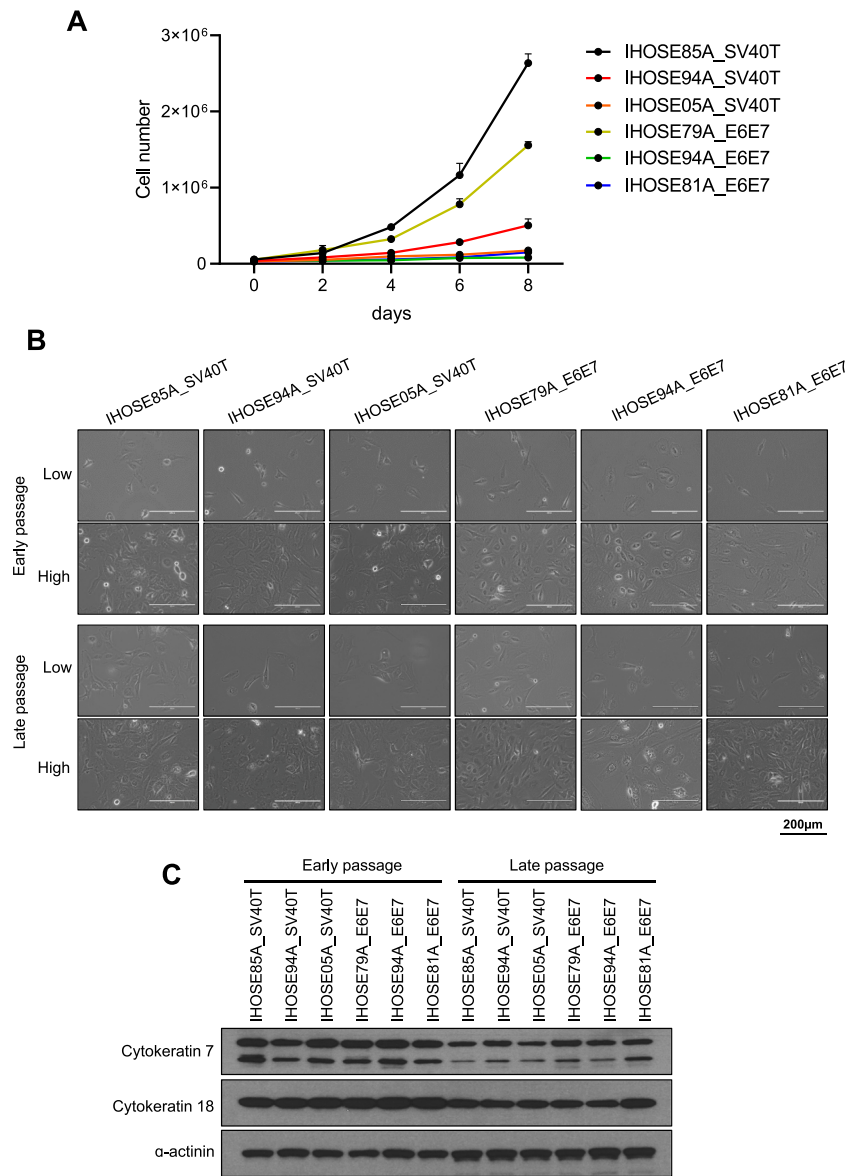 A
3×10⁶
2×10⁶
1×10⁶
0
Cell number
0 2 4 6 8
days
IHOSE85A_SV40T
IHOSE94A_SV40T
IHOSE05A_SV40T
IHOSE79A_E6E7
IHOSE94A_E6E7
IHOSE81A_E6E7
B
IHOSE85A_SV40T
IHOSE94A_SV40T
IHOSE05A_SV40T
IHOSE79A_E6E7
IHOSE94A_E6E7
IHOSE81A_E6E7
Early passage
Low
High
Late passage
Low
High
200μm
C
Early passage
Late passage
IHOSE85A_SV40T
IHOSE94A_SV40T
IHOSE05A_SV40T
IHOSE79A_E6E7
IHOSE94A_E6E7
IHOSE81A_E6E7
IHOSE85A_SV40T
IHOSE94A_SV40T
IHOSE05A_SV40T
IHOSE79A_E6E7
IHOSE94A_E6E7
IHOSE81A_E6E7
Cytokeratin 7
Cytokeratin 18
α-actinin